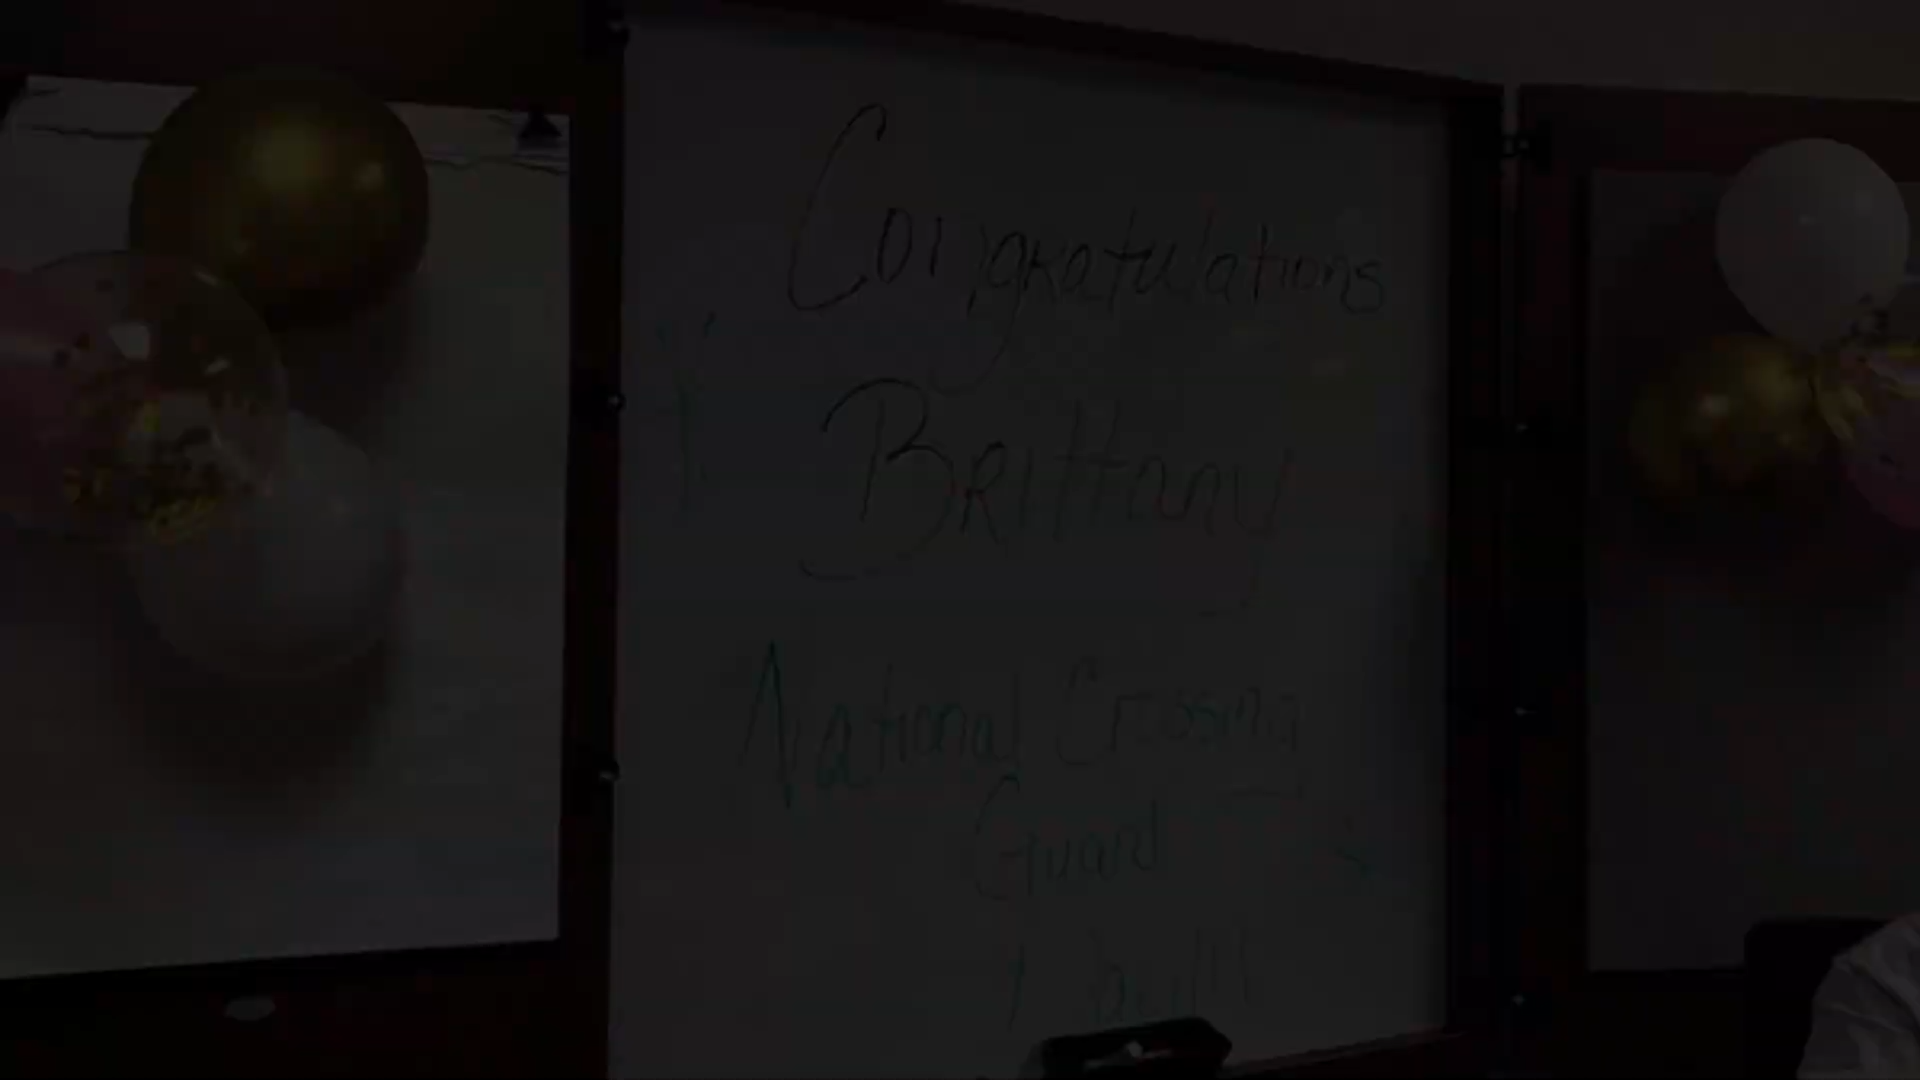 Congratulations
Brittany
National Crossing
Guard